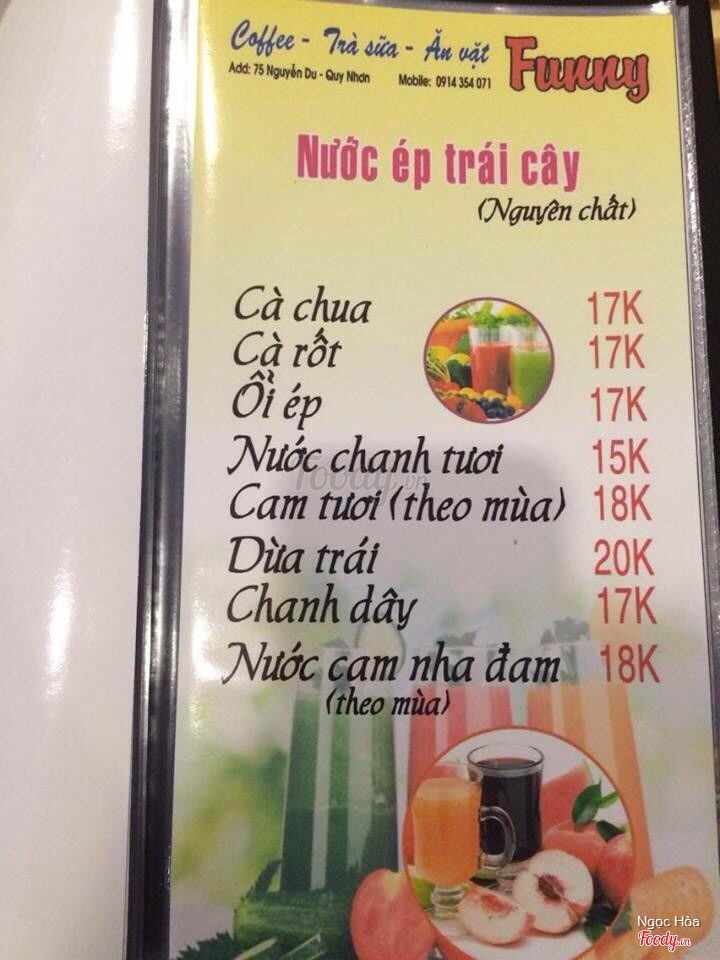 Coffee - Trà sữa - Ăn vặt
Funny
Add: 75 Nguyễn Du - Quy Nhơn Mobile: 0914 354 071
Nước ép trái cây
(Nguyên chất)
Cà chua 17K
Cà rốt 17K
Ổi ép 17K
Nước chanh tươi 15K
Cam tươi (theo mùa) 18K
Dừa trái 20K
Chanh dây 17K
Nước cam nha đam 18K
(theo mùa)
Foody.vn
Ngọc Hòa
Foody.vn